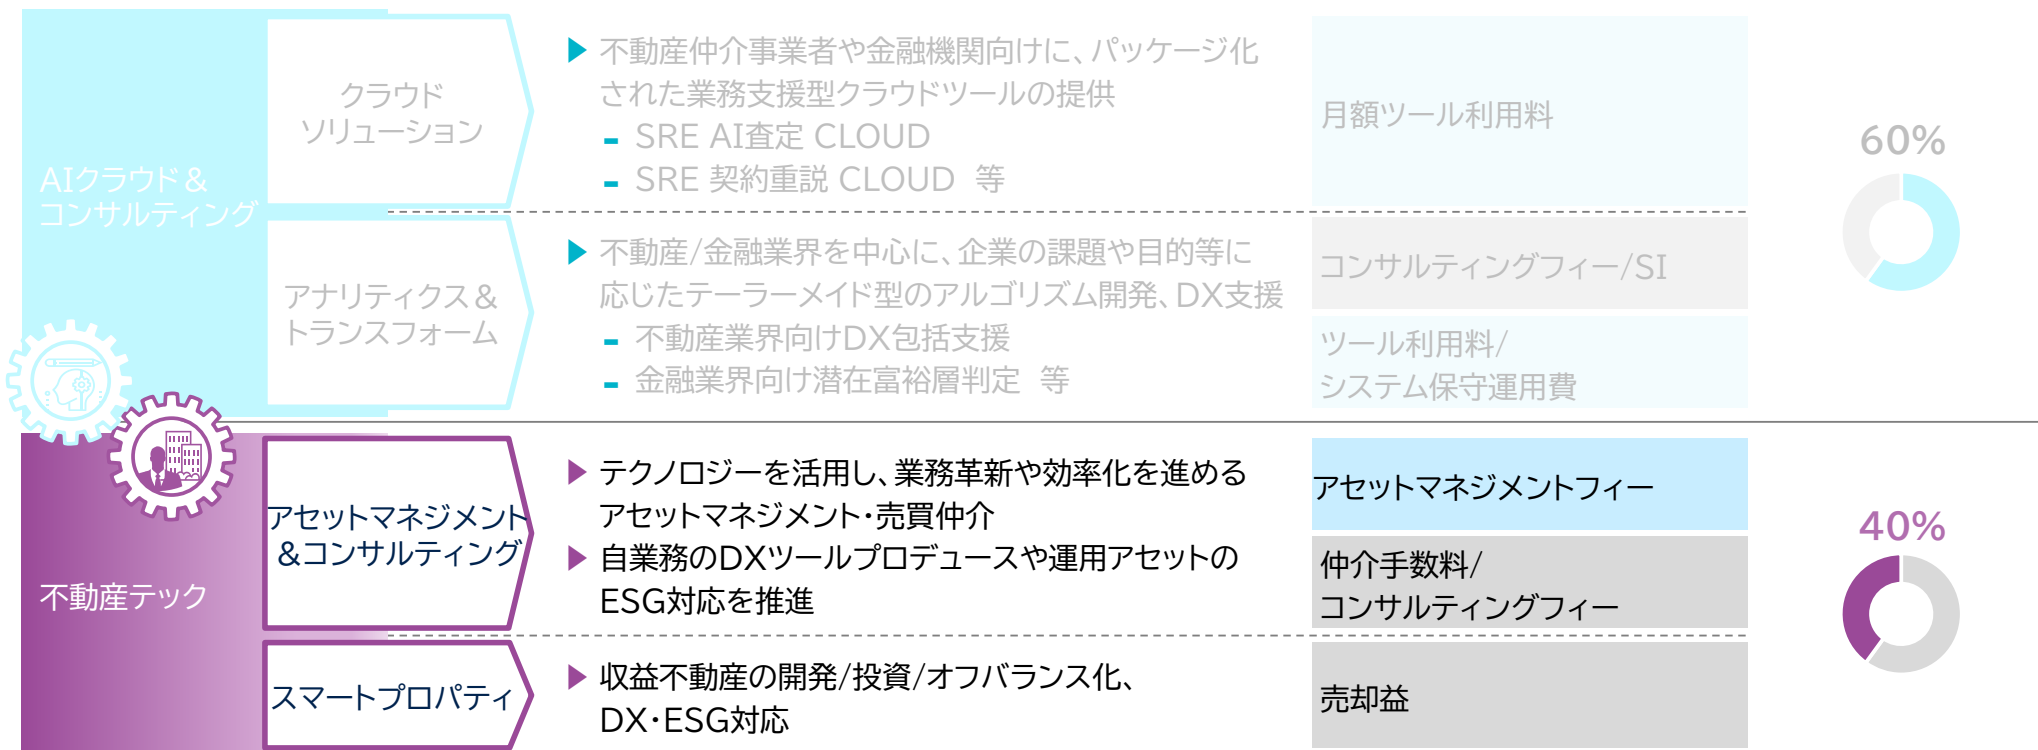 AIクラウド＆
コンサルティング
クラウド
ソリューション
不動産仲介事業者や金融機関向けに、パッケージ化
された業務支援型クラウドツールの提供
- SRE AI査定 CLOUD
- SRE 契約重説 CLOUD 等
月額ツール利用料
60%
アナリティクス＆
トランスフォーム
不動産/金融業界を中心に、企業の課題や目的等に
応じたテーラーメイド型のアルゴリズム開発、DX支援
- 不動産業界向けDX包括支援
- 金融業界向け潜在富裕層判定 等
コンサルティングフィー/SI
ツール利用料/
システム保守運用費
不動産テック
アセットマネジメント
＆コンサルティング
テクノロジーを活用し、業務革新や効率化を進める
アセットマネジメント・売買仲介
自業務のDXツールプロデュースや運用アセットの
ESG対応を推進
アセットマネジメントフィー
仲介手数料/
コンサルティングフィー
40%
スマートプロパティ
収益不動産の開発/投資/オフバランス化、
DX・ESG対応
売却益